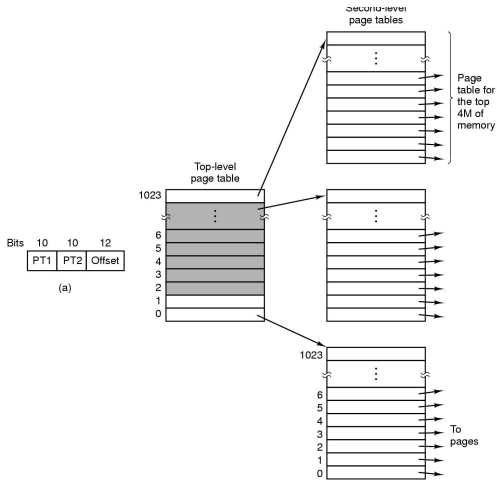 Second-level
page tables
Page
table for
the top
4M of
memory
Top-level
page table
1023
6
5
4
3
2
1
0
Bits 10 10 12
PT1 PT2 Offset
(a)
1023
6
5
4
3
2
1
0
To
pages